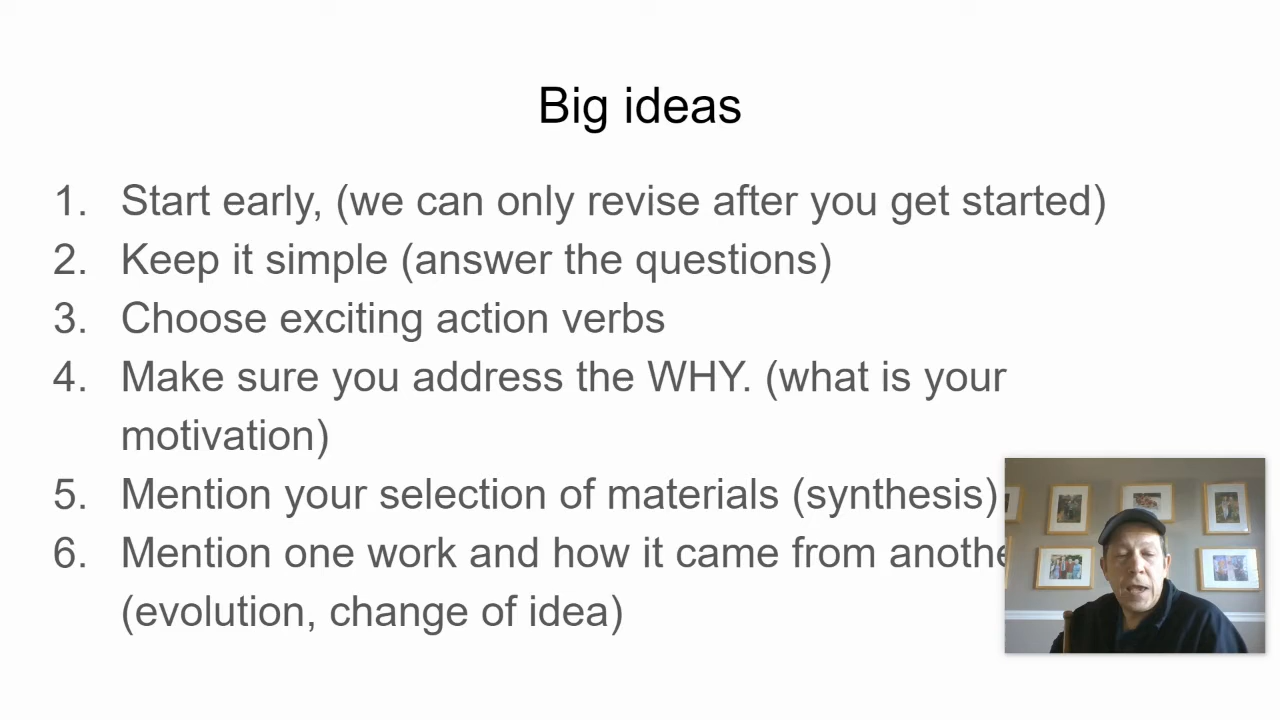 Big ideas
1. Start early, (we can only revise after you get started)
2. Keep it simple (answer the questions)
3. Choose exciting action verbs
4. Make sure you address the WHY. (what is your
motivation)
5. Mention your selection of materials (synthesis)
6. Mention one work and how it came from
(evolution, change of idea)